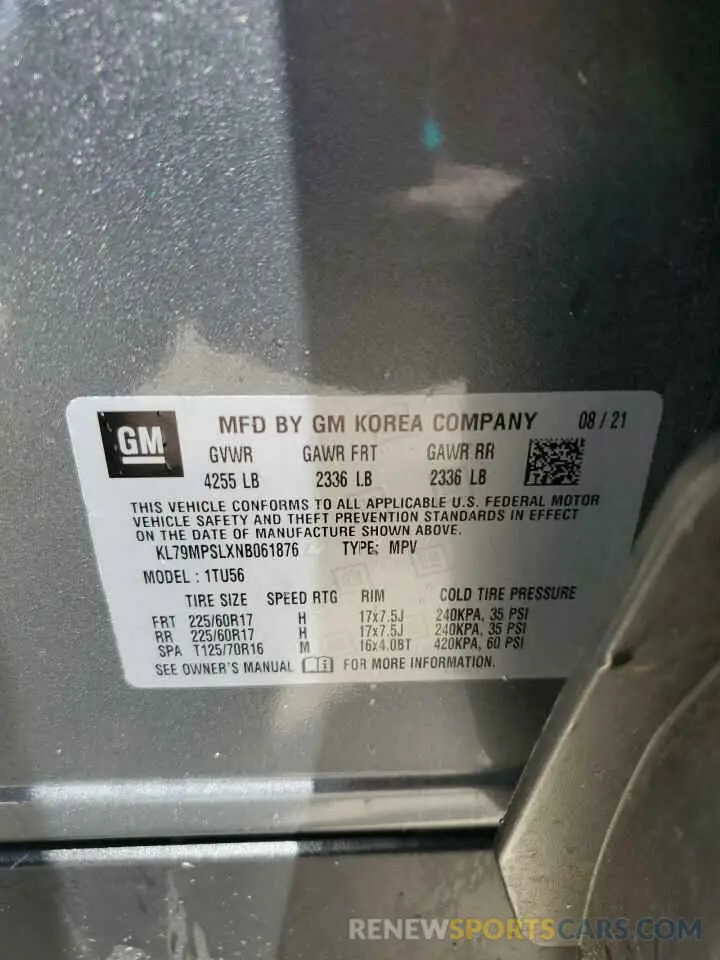 GM
MFD BY GM KOREA COMPANY 08 / 21
GVWR GAWR FRT GAWR RR
4255 LB 2336 LB 2336 LB
THIS VEHICLE CONFORMS TO ALL APPLICABLE U.S. FEDERAL MOTOR
VEHICLE SAFETY AND THEFT PREVENTION STANDARDS IN EFFECT
ON THE DATE OF MANUFACTURE SHOWN ABOVE.
KL79MPSLXNB061876 TYPE: MPV
MODEL : 1TU56
TIRE SIZE SPEED RTG RIM COLD TIRE PRESSURE
FRT 225/60R17 H 17x7.5J 240KPA, 35 PSI
RR 225/60R17 H 17x7.5J 240KPA, 35 PSI
SPA T125/70R16 M 16x4.0BT 420KPA, 60 PSI
SEE OWNER'S MANUAL FOR MORE INFORMATION.
RENEWSPORTSCARS.COM